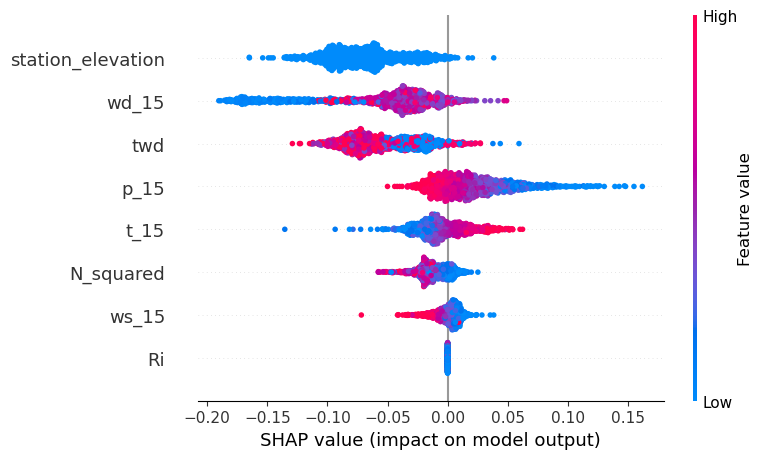 High
station_elevation
wd_15
twd
p_15
t_15
N_squared
ws_15
Ri
Feature value
Low
−0.20 −0.15 −0.10 −0.05 0.00 0.05 0.10 0.15
SHAP value (impact on model output)